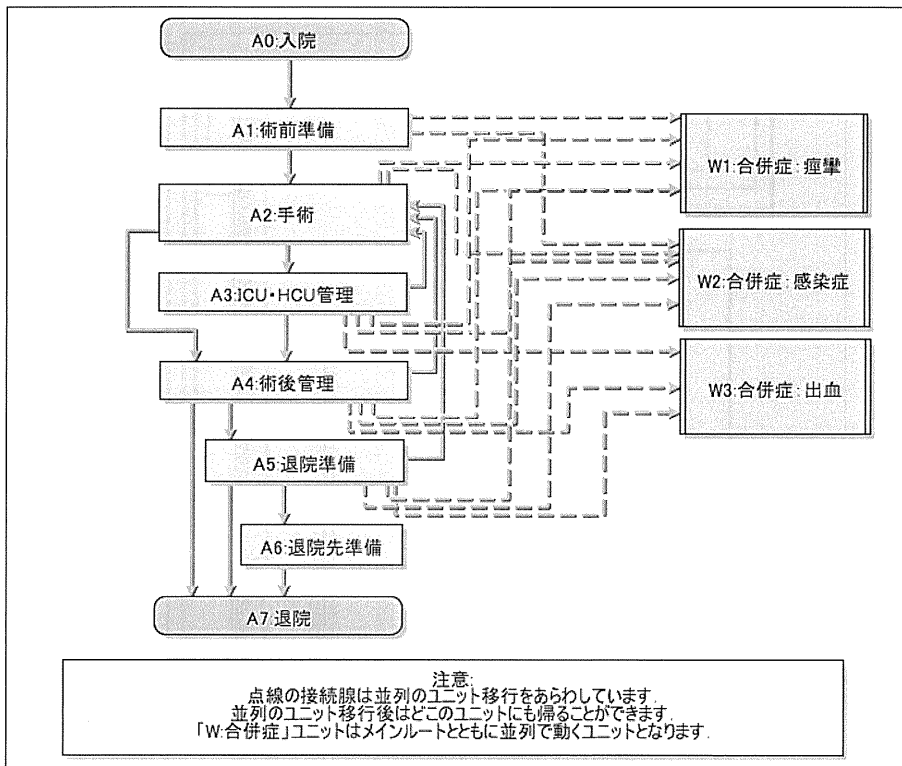 A0:入院
A1:術前準備
W1:合併症:痙攣
A2:手術
W2:合併症:感染症
A3:ICU・HCU管理
A4:術後管理
W3:合併症:出血
A5:退院準備
A6:退院先準備
A7:退院
注意:
点線の接続腺は並列のユニット移行をあらわしています.
並列のユニット移行後はどこのユニットにも帰ることができます.
「W:合併症」ユニットはメインルートとともに並列で動くユニットとなります.